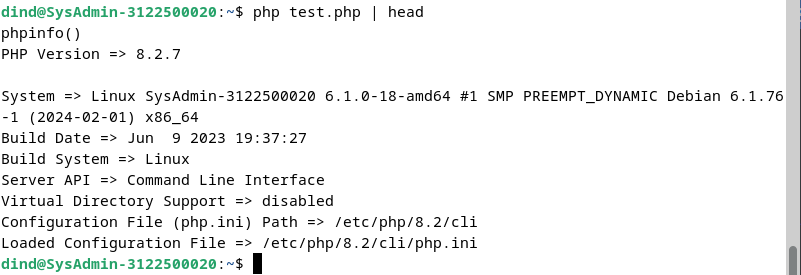 dind@SysAdmin-3122500020:~$ php test.php | head
phpinfo()
PHP Version => 8.2.7
System => Linux SysAdmin-3122500020 6.1.0-18-amd64 #1 SMP PREEMPT_DYNAMIC Debian 6.1.76
-1 (2024-02-01) x86_64
Build Date => Jun  9 2023 19:37:27
Build System => Linux
Server API => Command Line Interface
Virtual Directory Support => disabled
Configuration File (php.ini) Path => /etc/php/8.2/cli
Loaded Configuration File => /etc/php/8.2/cli/php.ini
dind@SysAdmin-3122500020:~$